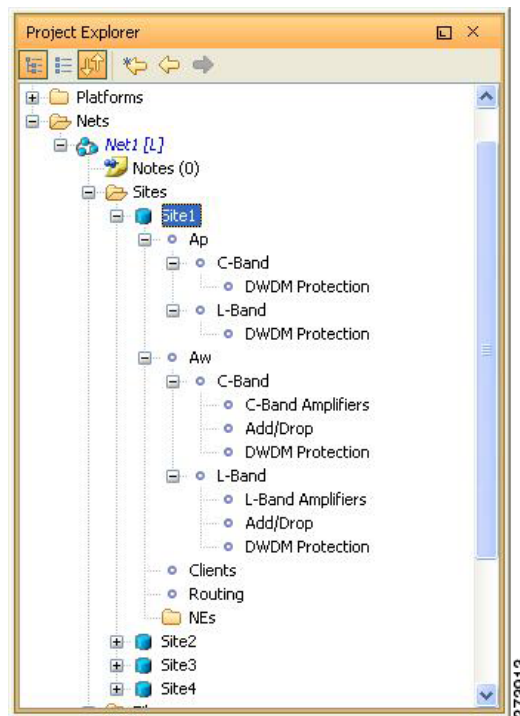 Project Explorer
Platforms
Nets
Net1 [L]
Notes (0)
Sites
Site1
Ap
C-Band
DWDM Protection
L-Band
DWDM Protection
Aw
C-Band
C-Band Amplifiers
Add/Drop
DWDM Protection
L-Band
L-Band Amplifiers
Add/Drop
DWDM Protection
Clients
Routing
NEs
Site2
Site3
Site4